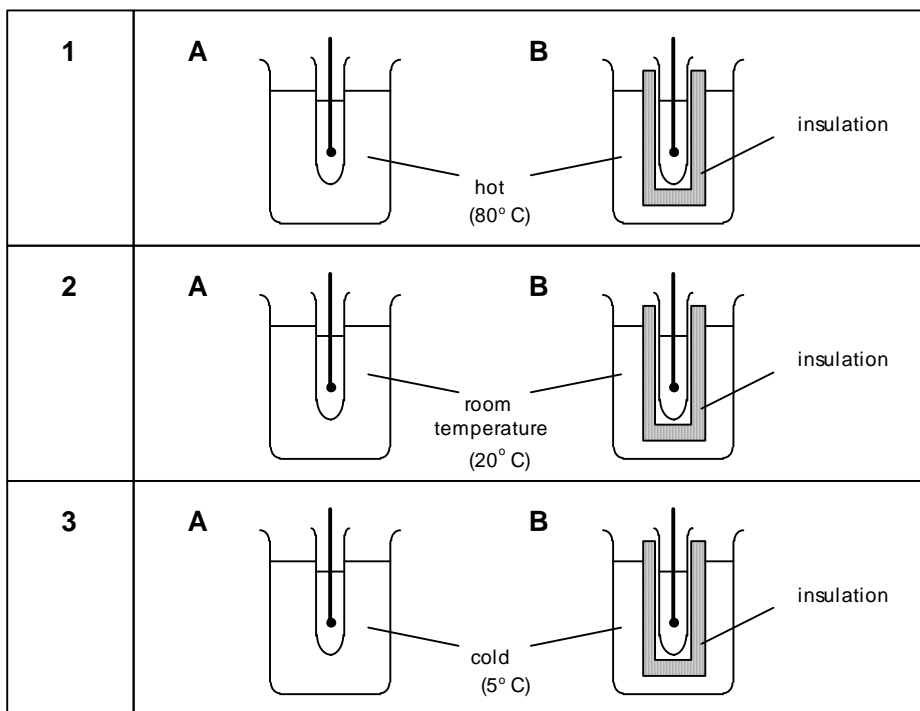 1
A
B
insulation
hot
(80° C)
2
A
B
insulation
room
temperature
(20° C)
3
A
B
insulation
cold
(5° C)